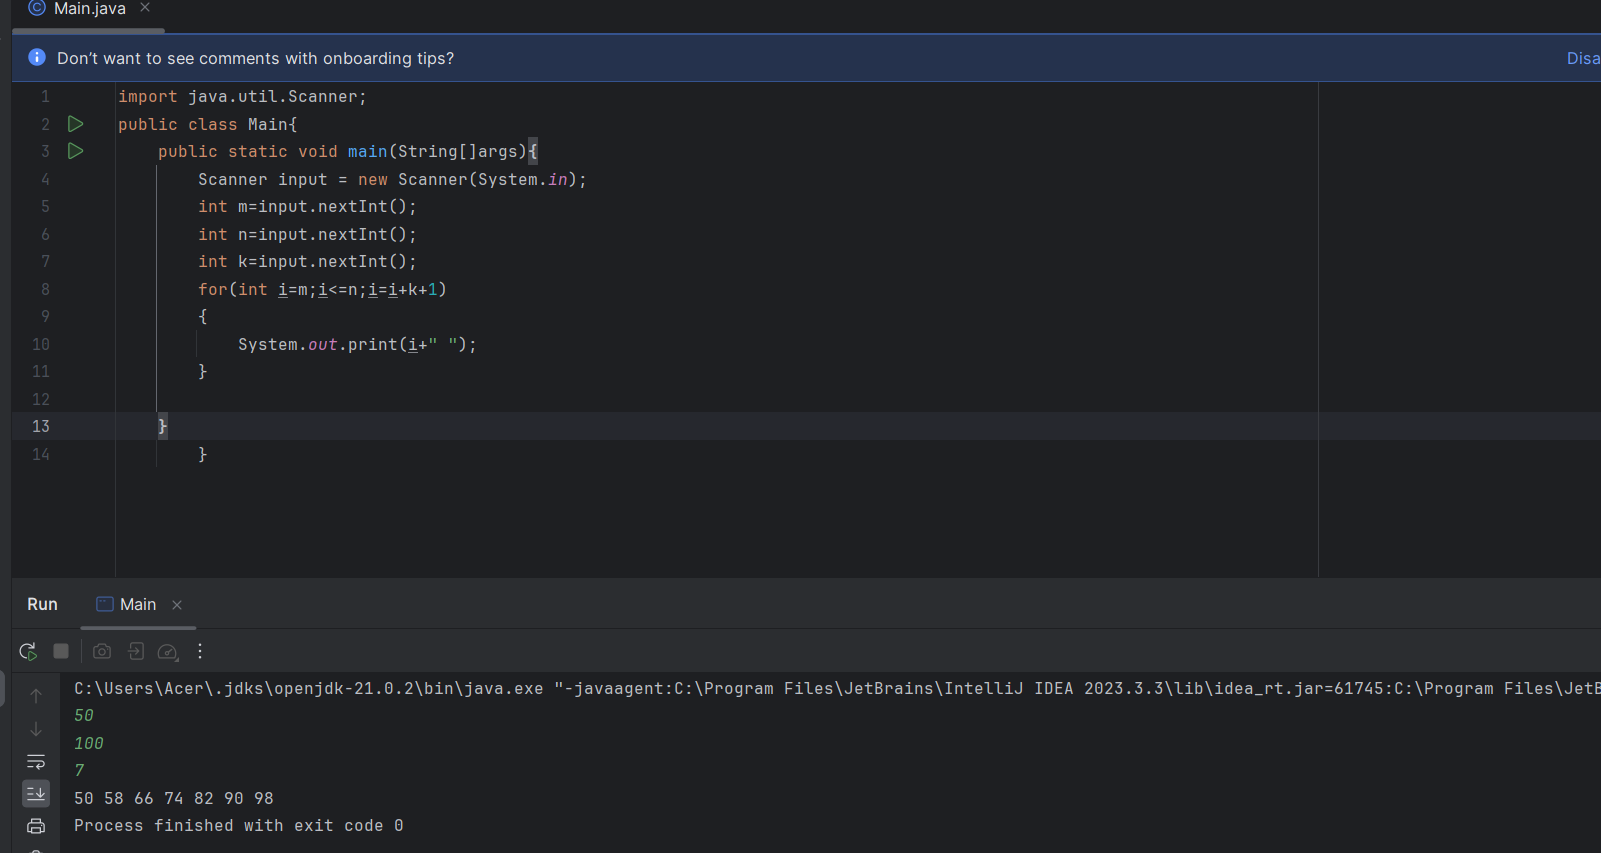 Main.java
Don't want to see comments with onboarding tips?
Disa
1 import java.util.Scanner;
2 public class Main{
3 public static void main(String[]args){
4 Scanner input = new Scanner(System.in);
5 int m=input.nextInt();
6 int n=input.nextInt();
7 int k=input.nextInt();
8 for(int i=m;i<=n;i=i+k+1)
9 {
10 System.out.print(i+" ");
11 }
12
13 }
14 }
Run Main
C:\Users\Acer\.jdks\openjdk-21.0.2\bin\java.exe "-javaagent:C:\Program Files\JetBrains\IntelliJ IDEA 2023.3.3\lib\idea_rt.jar=61745:C:\Program Files\JetB
50
100
7
50 58 66 74 82 90 98
Process finished with exit code 0